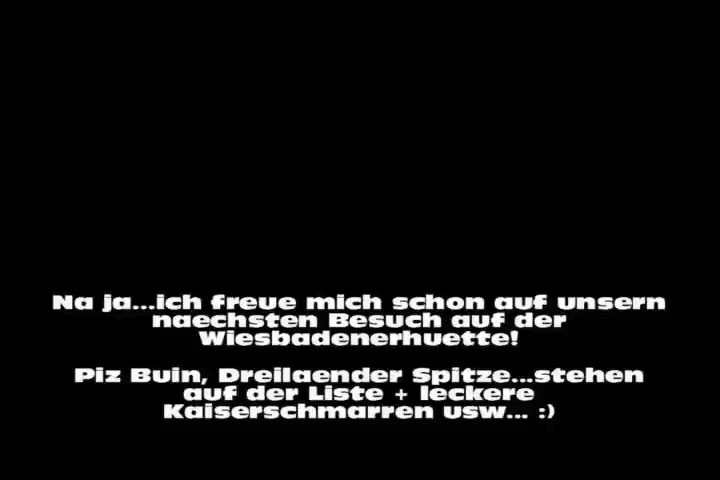 Na ja...ich freue mich schon auf unsern
naechsten Besuch auf der
Wiesbadenerhuette!
Piz Buin, Dreilaender Spitze...stehen
auf der Liste + leckere
Kaiserschmarren usw... :)